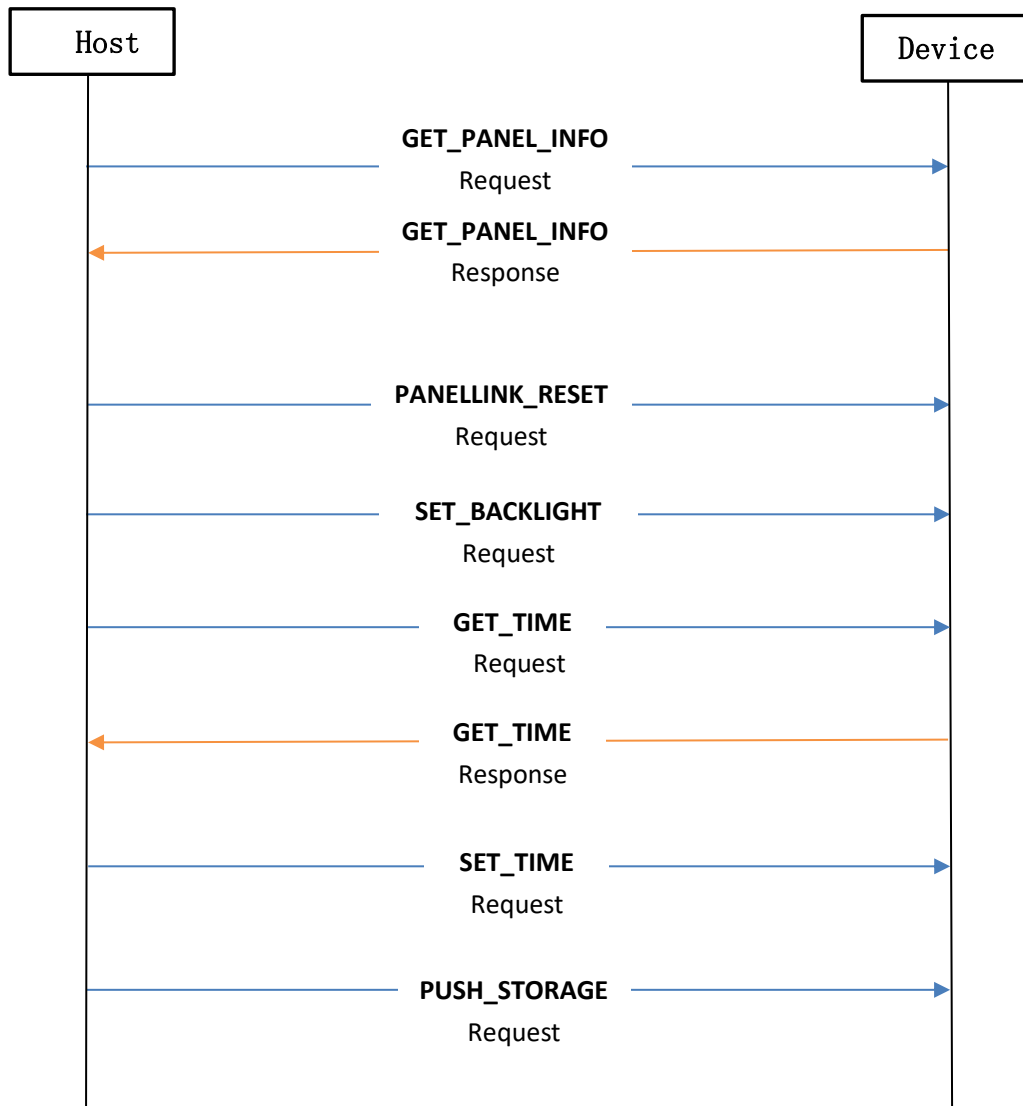 Host
Device
GET_PANEL_INFO
Request
GET_PANEL_INFO
Response
PANELLINK_RESET
Request
SET_BACKLIGHT
Request
GET_TIME
Request
GET_TIME
Response
SET_TIME
Request
PUSH_STORAGE
Request